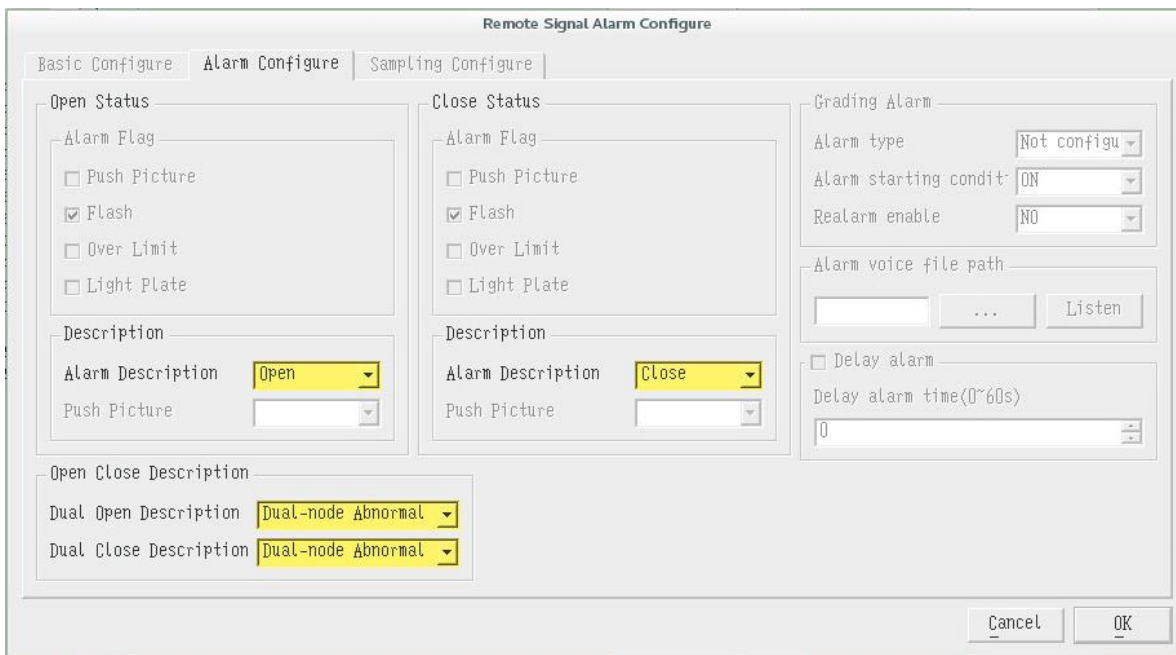 Remote Signal Alarm Configure
Basic Configure Alarm Configure Sampling Configure
Open Status
Alarm Flag
Push Picture
Flash
Over Limit
Light Plate
Description
Alarm Description Open
Push Picture
Close Status
Alarm Flag
Push Picture
Flash
Over Limit
Light Plate
Description
Alarm Description Close
Push Picture
Grading Alarm
Alarm type Not configu
Alarm starting condit ON
Realarm enable NO
Alarm voice file path
... Listen
Delay alarm
Delay alarm time(0~60s)
0
Open Close Description
Dual Open Description Dual-node Abnormal
Dual Close Description Dual-node Abnormal
Cancel OK